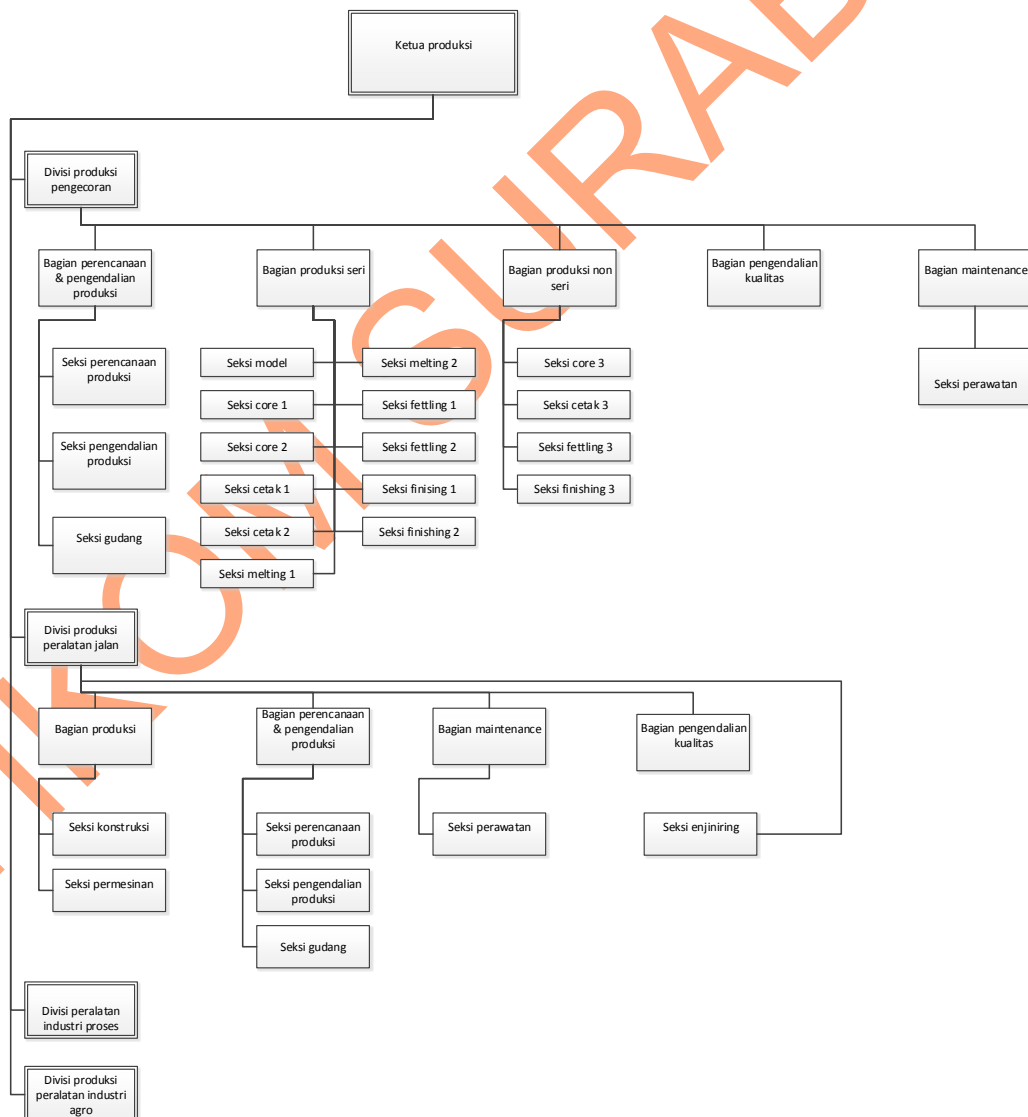 Ketua produksi
Divisi produksi
pengecoran
Bagian perencanaan
& pengendalian
produksi
Bagian produksi seri
Bagian produksi non
seri
Bagian pengendalian
kualitas
Bagian maintenance
Seksi perencanaan
produksi
Seksi pengendalian
produksi
Seksi gudang
Seksi model
Seksi core 1
Seksi core 2
Seksi cetak 1
Seksi cetak 2
Seksi melting 1
Seksi melting 2
Seksi fettling 1
Seksi fettling 2
Seksi finising 1
Seksi finishing 2
Seksi core 3
Seksi cetak 3
Seksi fettling 3
Seksi finishing 3
Seksi perawatan
Divisi produksi
peralatan jalan
Bagian produksi
Bagian perencanaan
& pengendalian
produksi
Bagian maintenance
Bagian pengendalian
kualitas
Seksi konstruksi
Seksi permesinan
Seksi perencanaan
produksi
Seksi pengendalian
produksi
Seksi gudang
Seksi perawatan
Seksi enjiniring
Divisi peralatan
industri proses
Divisi produksi
peralatan industri
agro